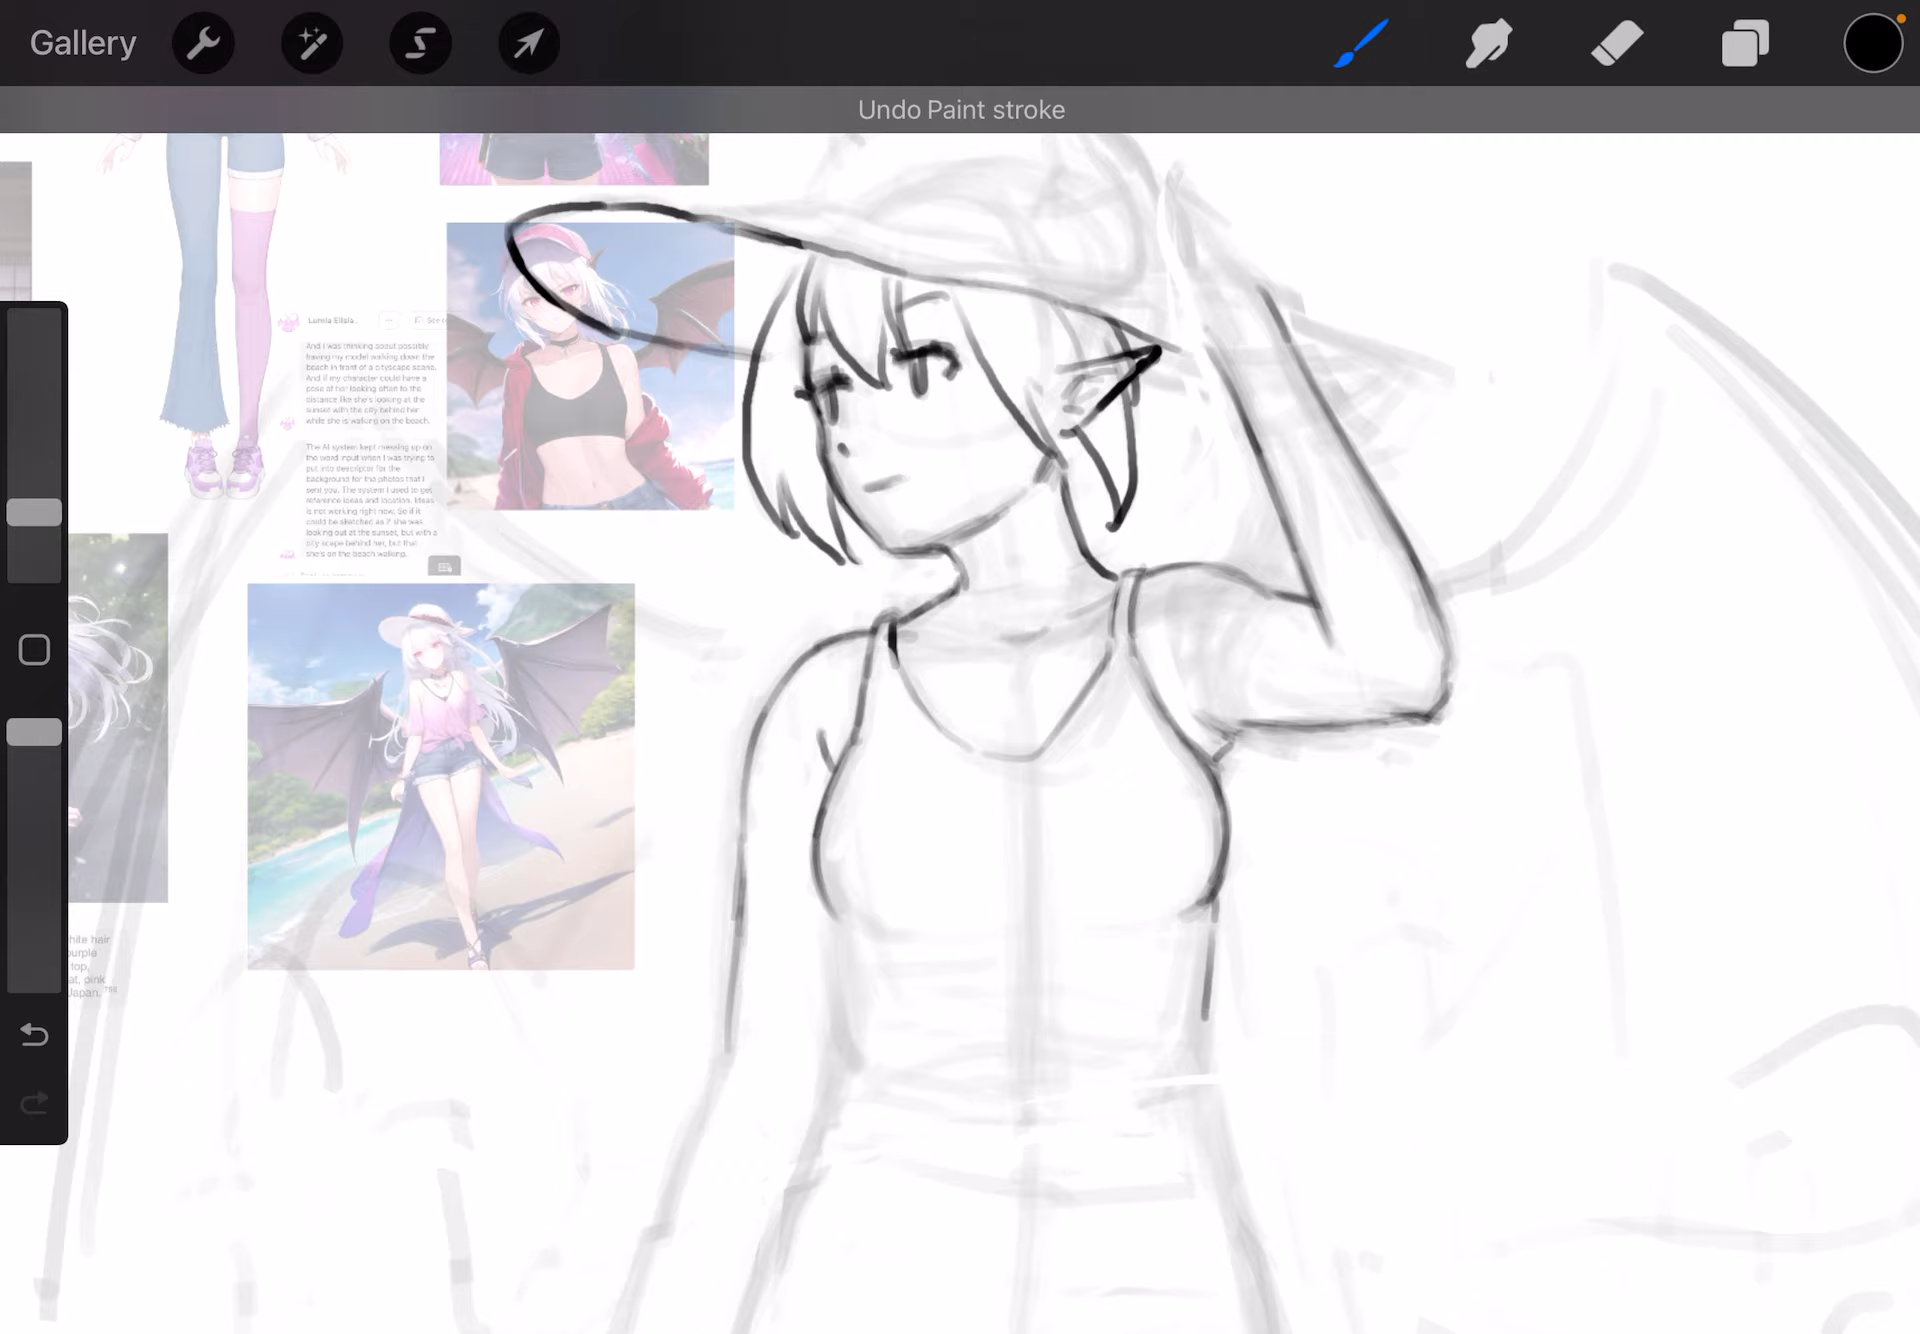 Gallery
Undo Paint stroke
Lumia Ellala..
See c
And I was thinking about possibly
having my model walking down the
beach in front of a cityscape scene.
And if my character could have a
pose of her looking often to the
distance like she's looking at the
sunset with the city behind her
while she is walking on the beach.
The AI system kept messing up on
the word input when I was trying to
put into descriptor for the
background for the photos that I
sent you. The system I used to get
reference ideas and location. Ideas
is not working right now. So if it
could be sketched as if she was
looking out at the sunset, but with a
city scape behind her, but that
she's on the beach walking.
hite hair
purple
top,
at, pink
Japan.